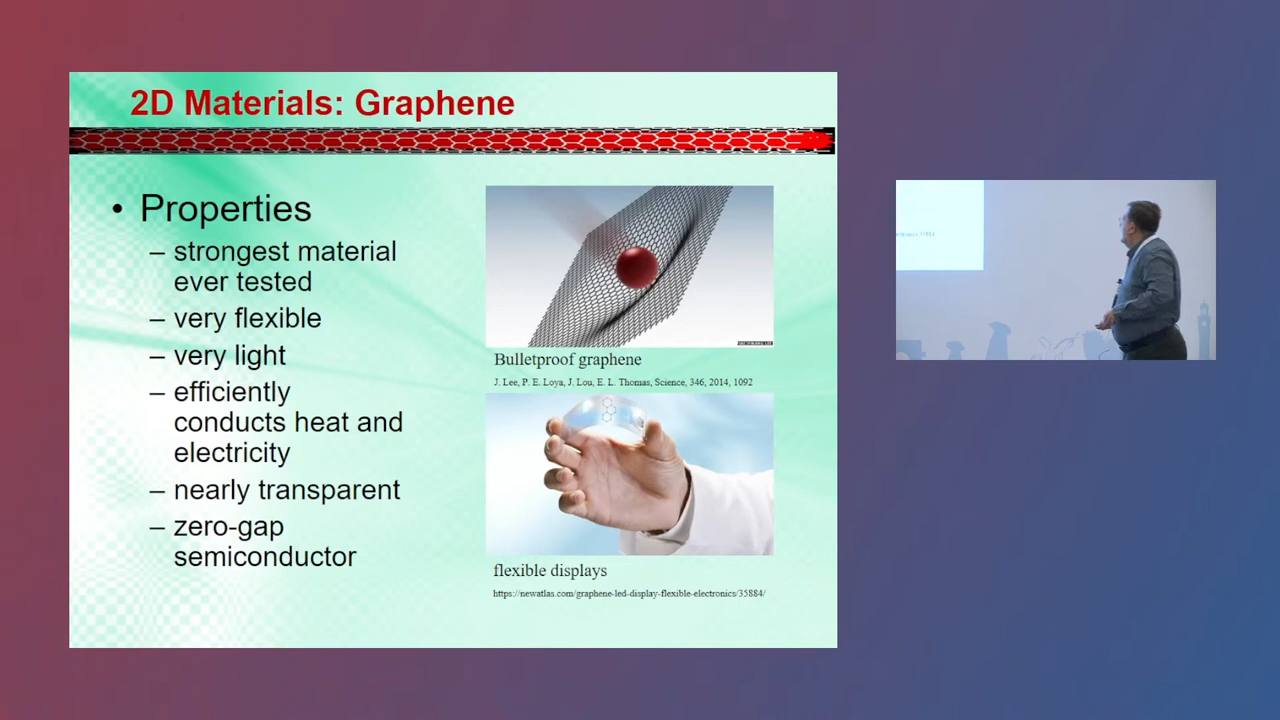 2D Materials: Graphene
• Properties
– strongest material
ever tested
– very flexible
– very light
– efficiently
conducts heat and
electricity
– nearly transparent
– zero-gap
semiconductor
Bulletproof graphene
J. Lee, P. E. Loya, J. Lou, E. L. Thomas, Science, 346, 2014, 1092
flexible displays
https://newatlas.com/graphene-led-display-flexible-electronics/35884/